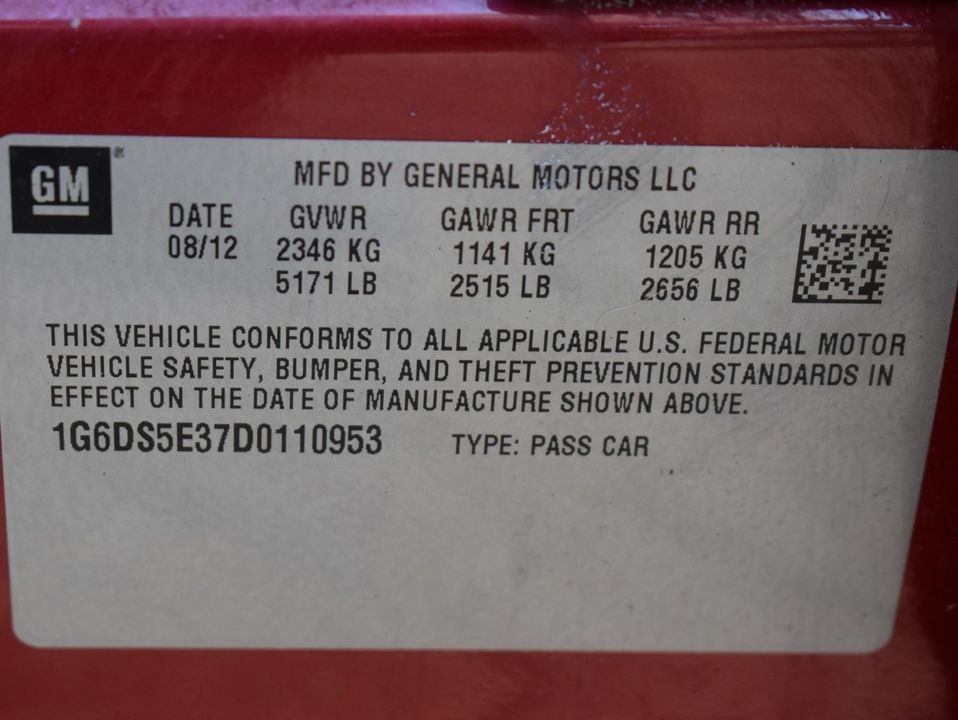 GM®
MFD BY GENERAL MOTORS LLC
DATE GVWR GAWR FRT GAWR RR
08/12 2346 KG 1141 KG 1205 KG
5171 LB 2515 LB 2656 LB
THIS VEHICLE CONFORMS TO ALL APPLICABLE U.S. FEDERAL MOTOR
VEHICLE SAFETY, BUMPER, AND THEFT PREVENTION STANDARDS IN
EFFECT ON THE DATE OF MANUFACTURE SHOWN ABOVE.
1G6DS5E37D0110953 TYPE: PASS CAR